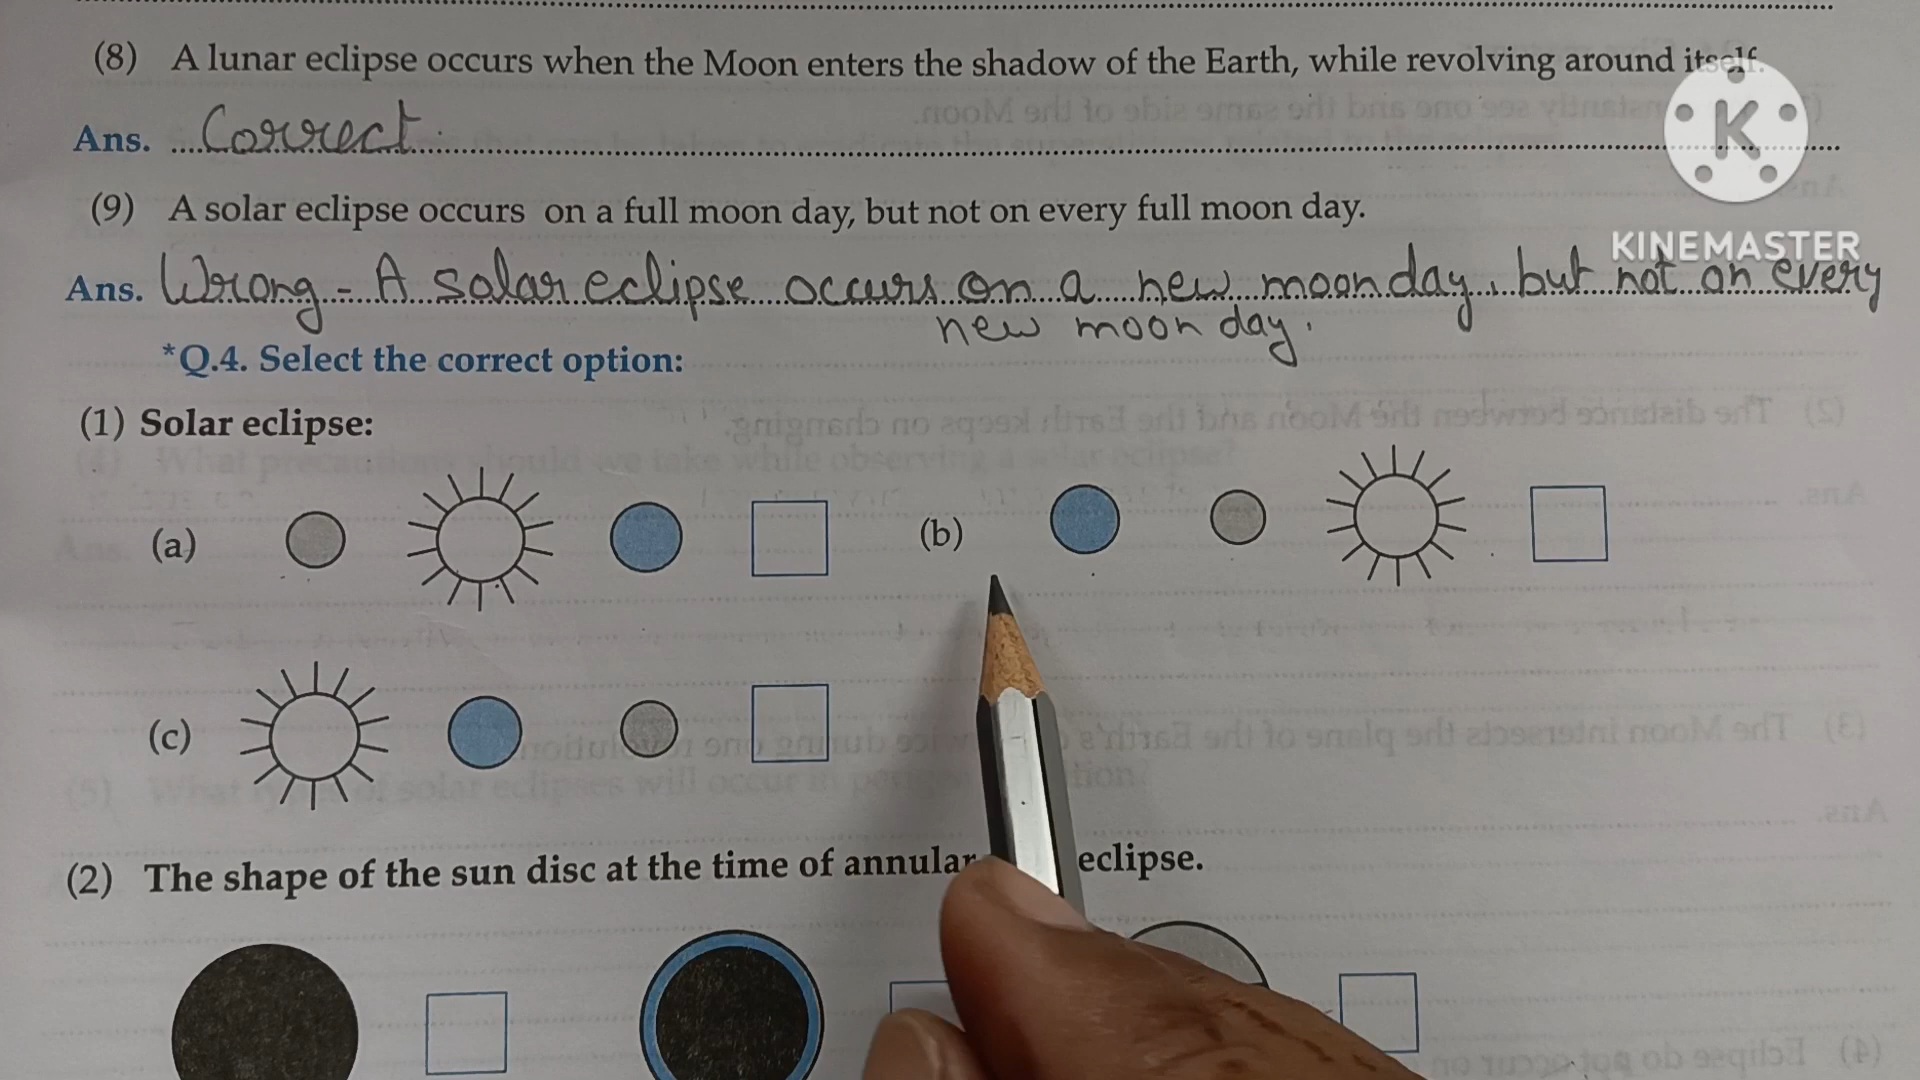 (8) A lunar eclipse occurs when the Moon enters the shadow of the Earth, while revolving around itself.
Ans. Correct.
(9) A solar eclipse occurs on a full moon day, but not on every full moon day.
KINEMASTER
Ans. Wrong - A solar eclipse occurs on a new moon day, but not on every
new moon day.
*Q.4. Select the correct option:
(1) Solar eclipse:
(a) (b)
(c)
(2) The shape of the sun disc at the time of annular eclipse.